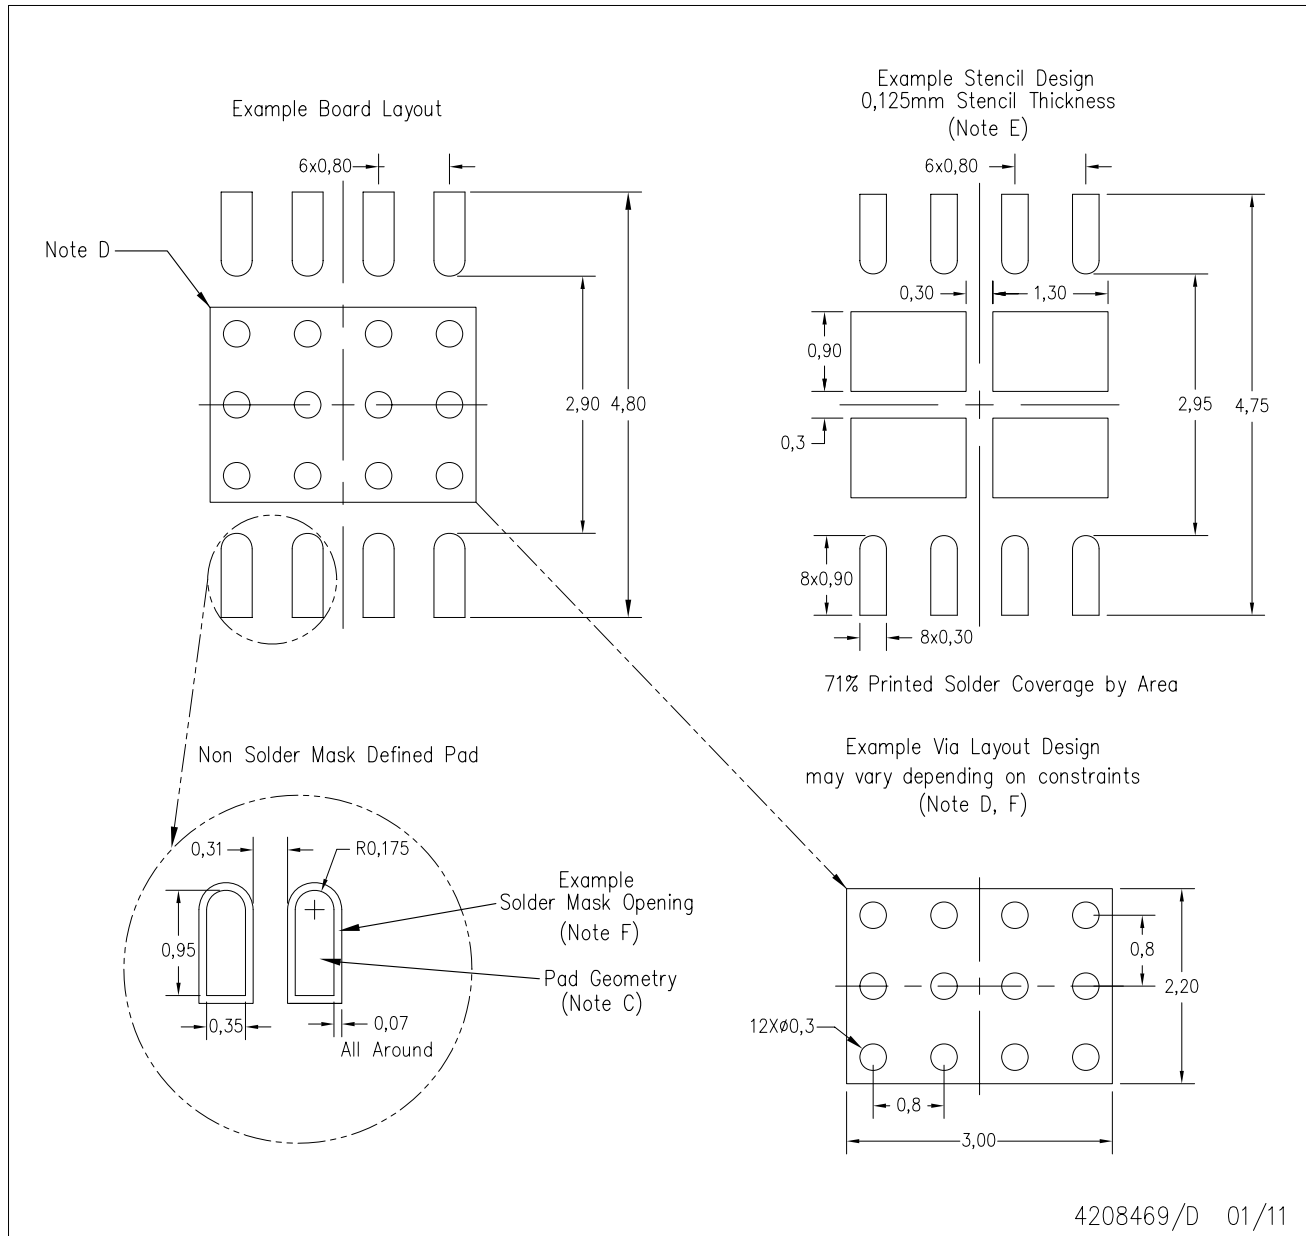 Example Board Layout
6x0,80
Note D
2,90
4,80
Example Stencil Design
0,125mm Stencil Thickness
(Note E)
6x0,80
0,30
1,30
0,90
0,3
2,95
4,75
8x0,90
8x0,30
71% Printed Solder Coverage by Area
Non Solder Mask Defined Pad
0,31
R0,175
Example
Solder Mask Opening
(Note F)
0,95
Pad Geometry
(Note C)
0,35
0,07
All Around
Example Via Layout Design
may vary depending on constraints
(Note D, F)
0,8
2,20
12XØ0,3
0,8
3,00
4208469/D 01/11